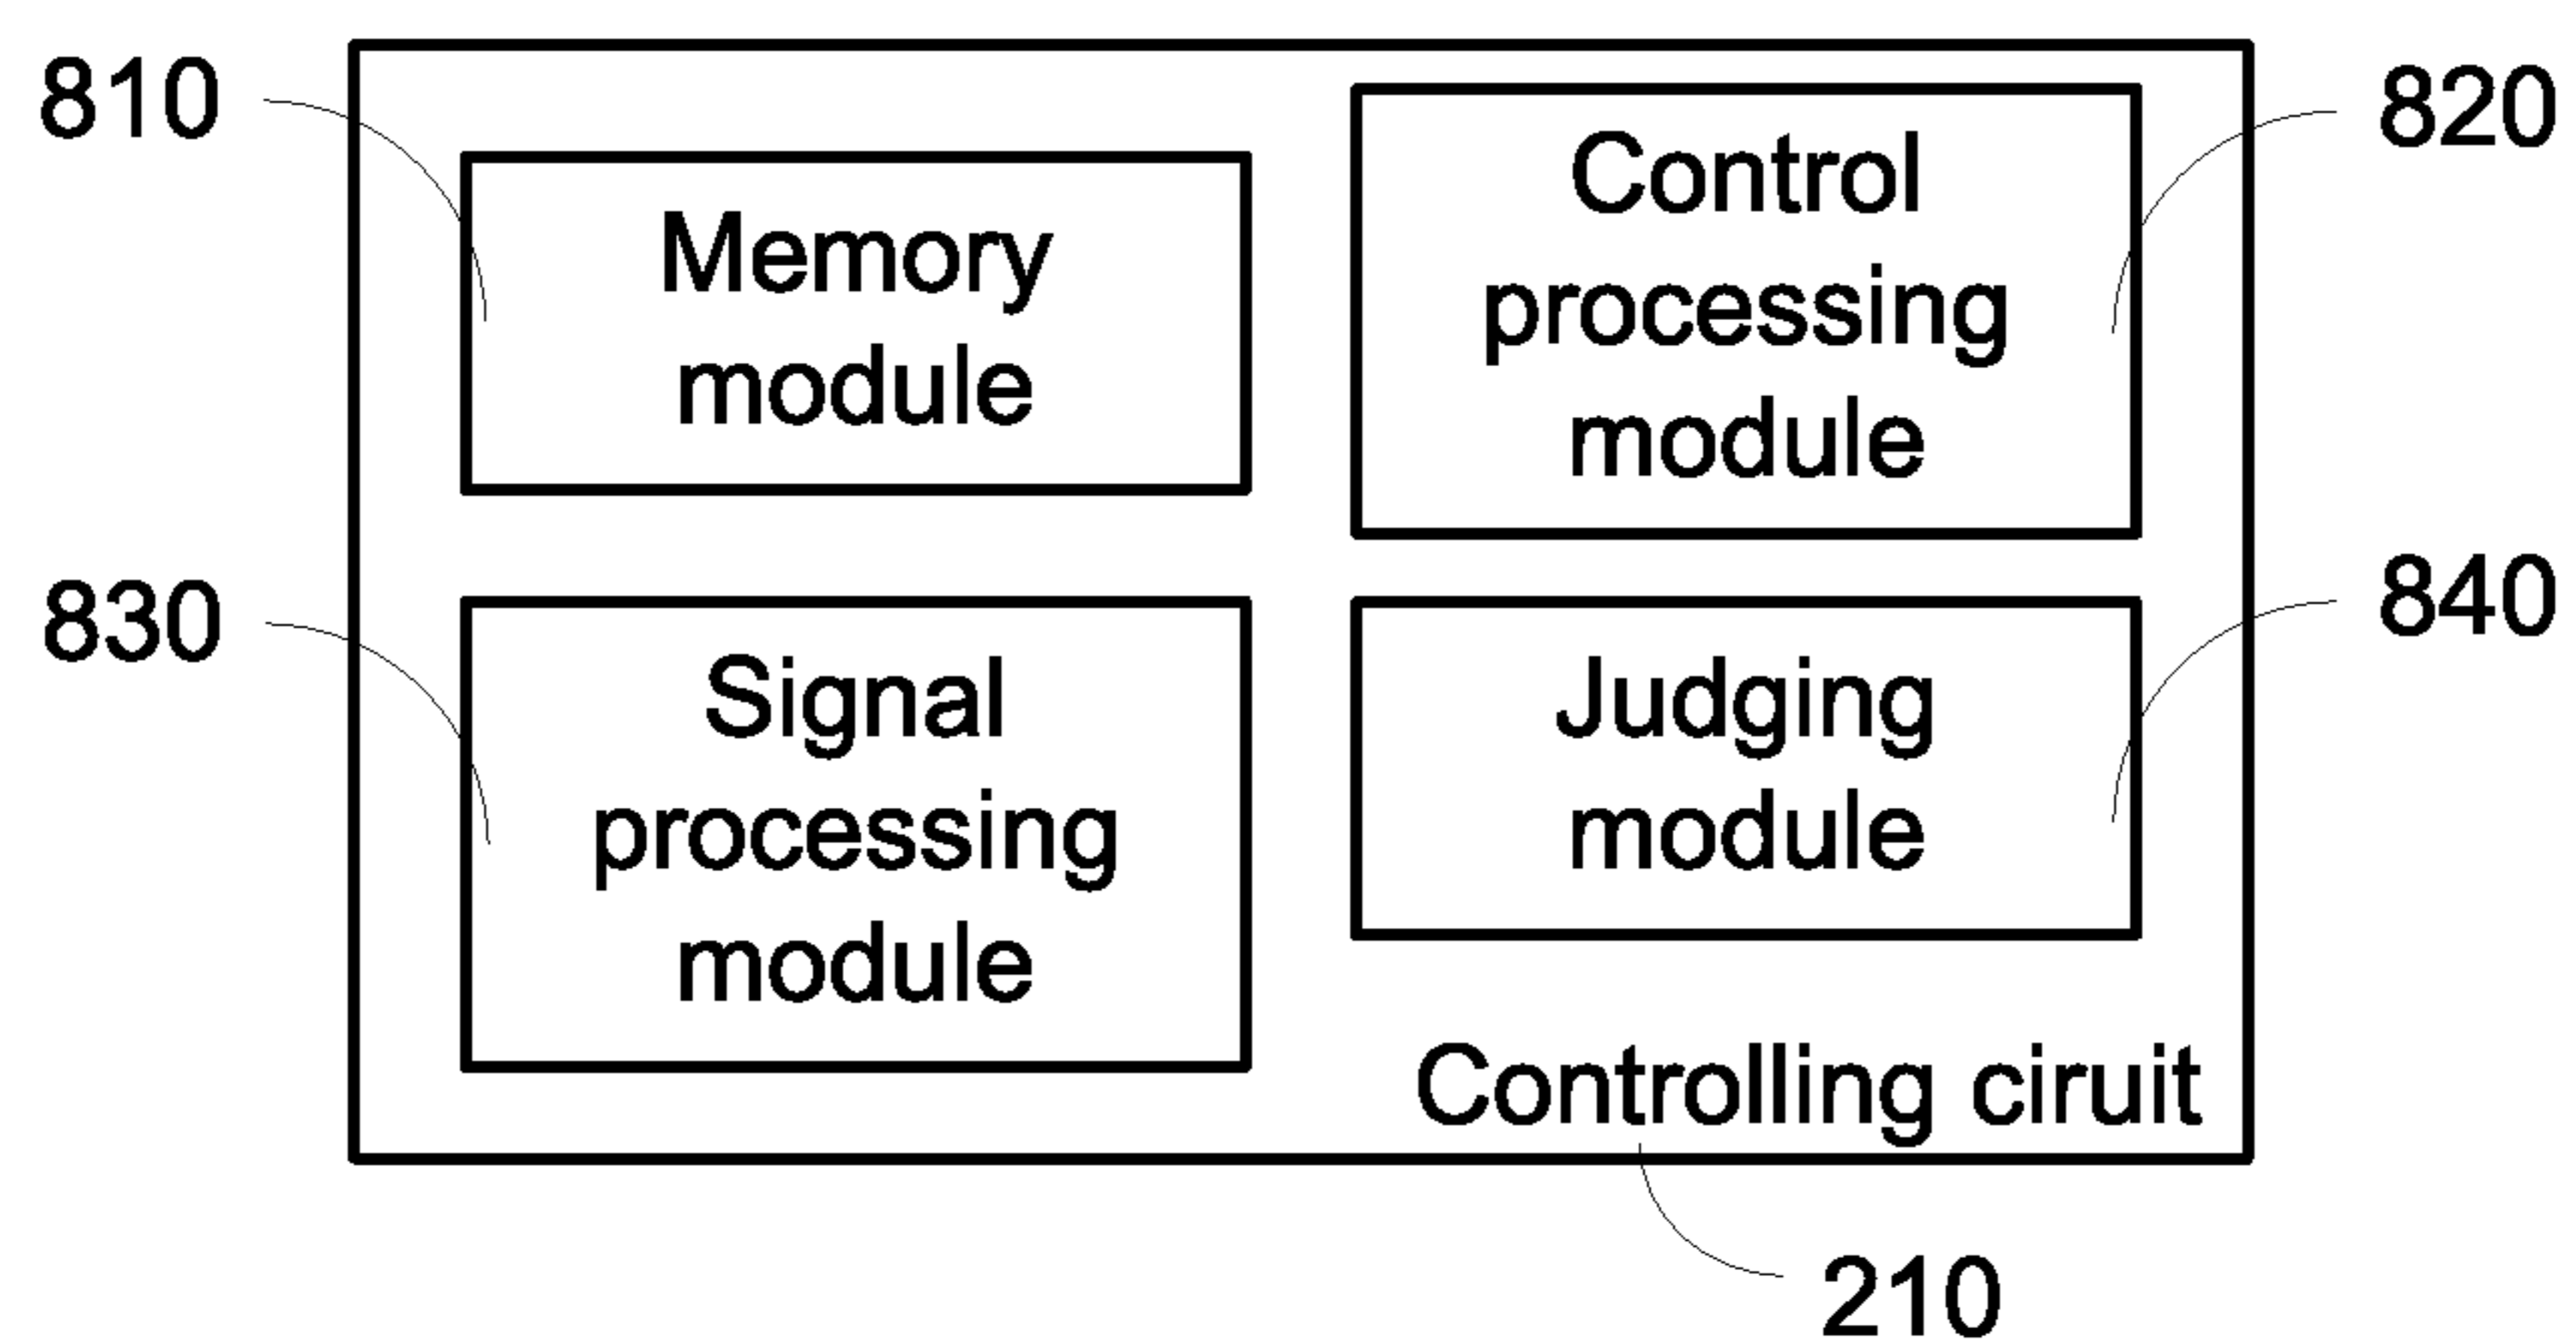 810
Memory
module
Control
processing
module
820
830
Signal
processing
module
Judging
module
840
Controlling ciruit
210